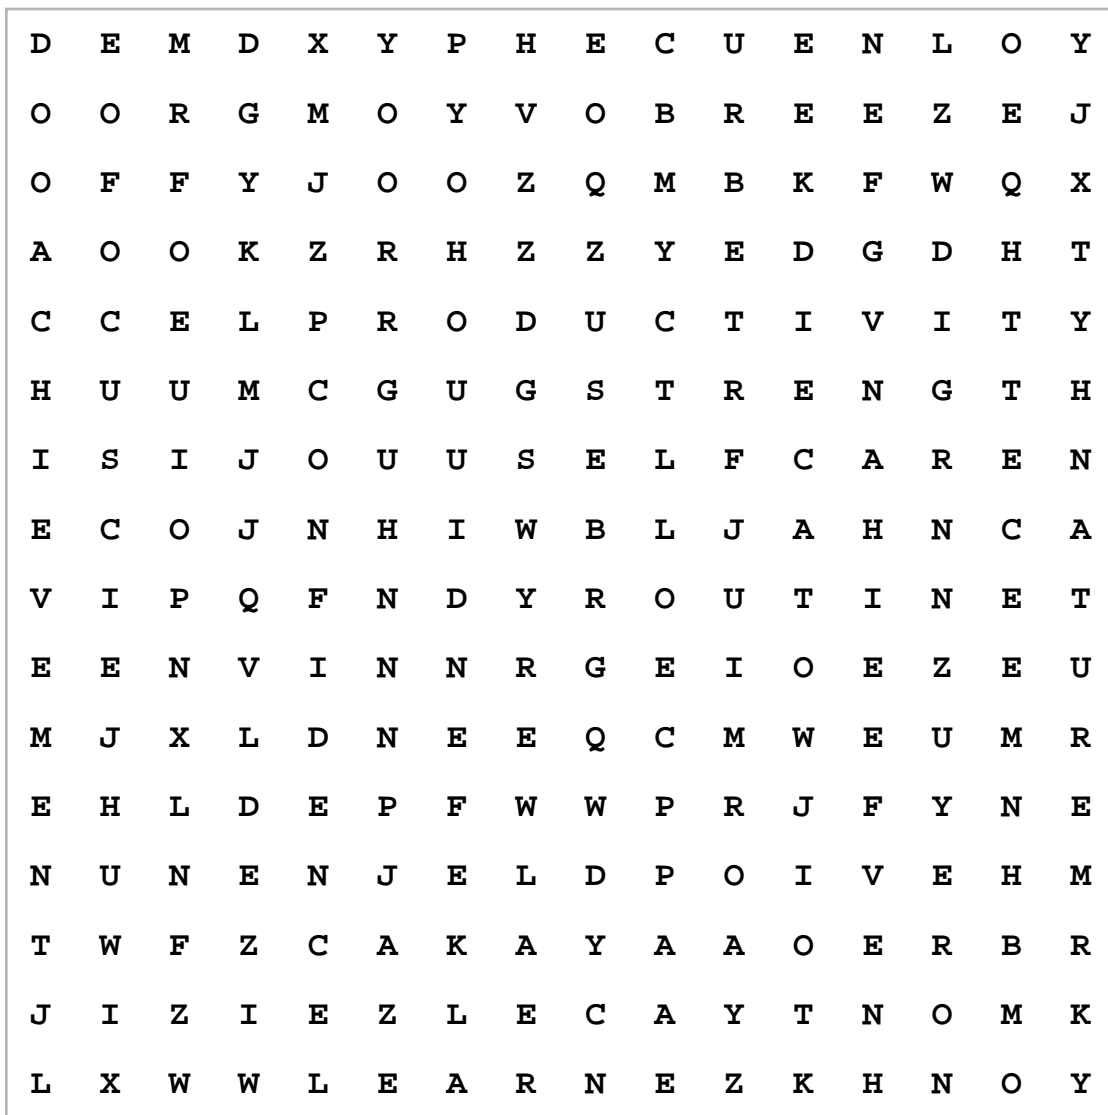 D E M D X Y P H E C U E N L O Y
O O R G M O Y V O B R E E Z E J
O F F Y J O O Z Q M B K F W Q X
A O O K Z R H Z Z Y E D G D H T
C C E L P R O D U C T I V I T Y
H U U M C G U G S T R E N G T H
I S I J O U U S E L F C A R E N
E C O J N H I W B L J A H N C A
V I P Q F N D Y R O U T I N E T
E E N V I N N R G E I O E Z E U
M J X L D N E E Q C M W E U M R
E H L D E P F W W P R J F Y N E
N U N E N J E L D P O I V E H M
T W F Z C A K A Y A A O E R B R
J I Z I E Z L E C A Y T N O M K
L X W W L E A R N E Z K H N O Y